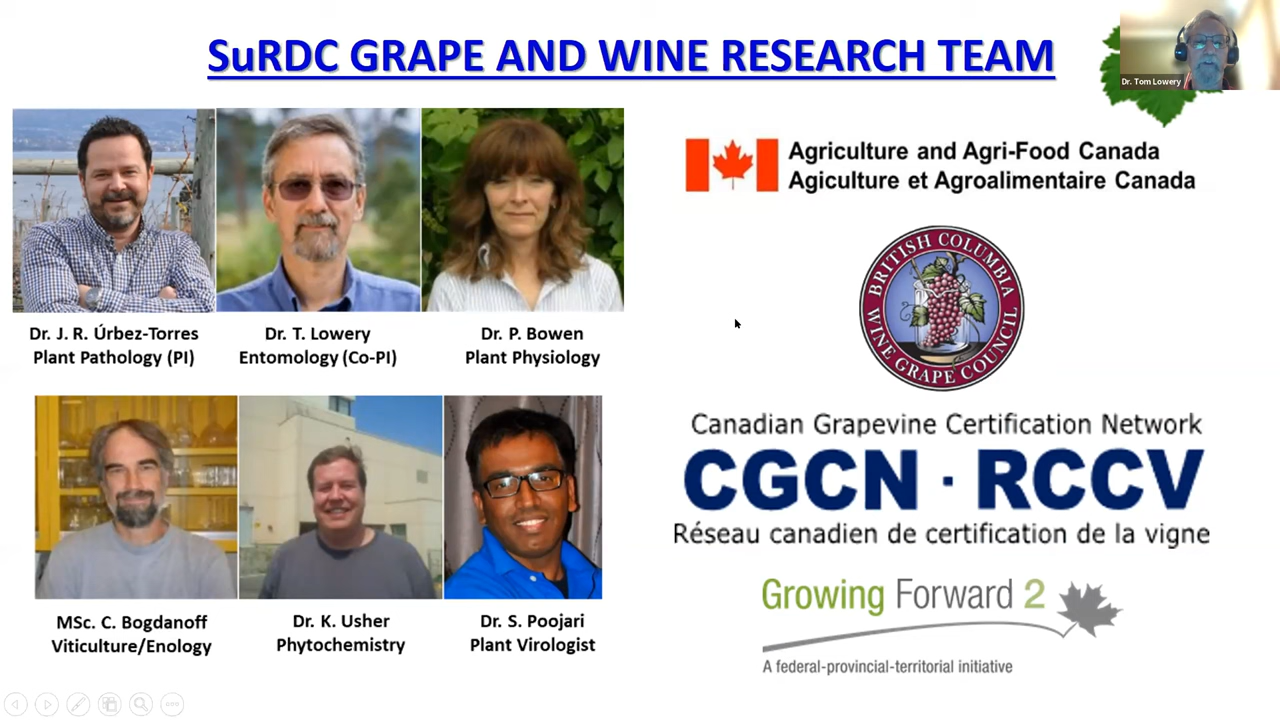 SuRDC GRAPE AND WINE RESEARCH TEAM
Dr. Tom Lowery
Dr. J. R. Úrbez-Torres
Plant Pathology (PI)
Dr. T. Lowery
Entomology (Co-PI)
Dr. P. Bowen
Plant Physiology
MSc. C. Bogdanoff
Viticulture/Enology
Dr. K. Usher
Phytochemistry
Dr. S. Poojari
Plant Virologist
Agriculture and Agri-Food Canada
Agiculture et Agroalimentaire Canada
BRITISH COLUMBIA
WINE GRAPE COUNCIL
Canadian Grapevine Certification Network
CGCN · RCCV
Réseau canadien de certification de la vigne
Growing Forward 2
A federal-provincial-territorial initiative